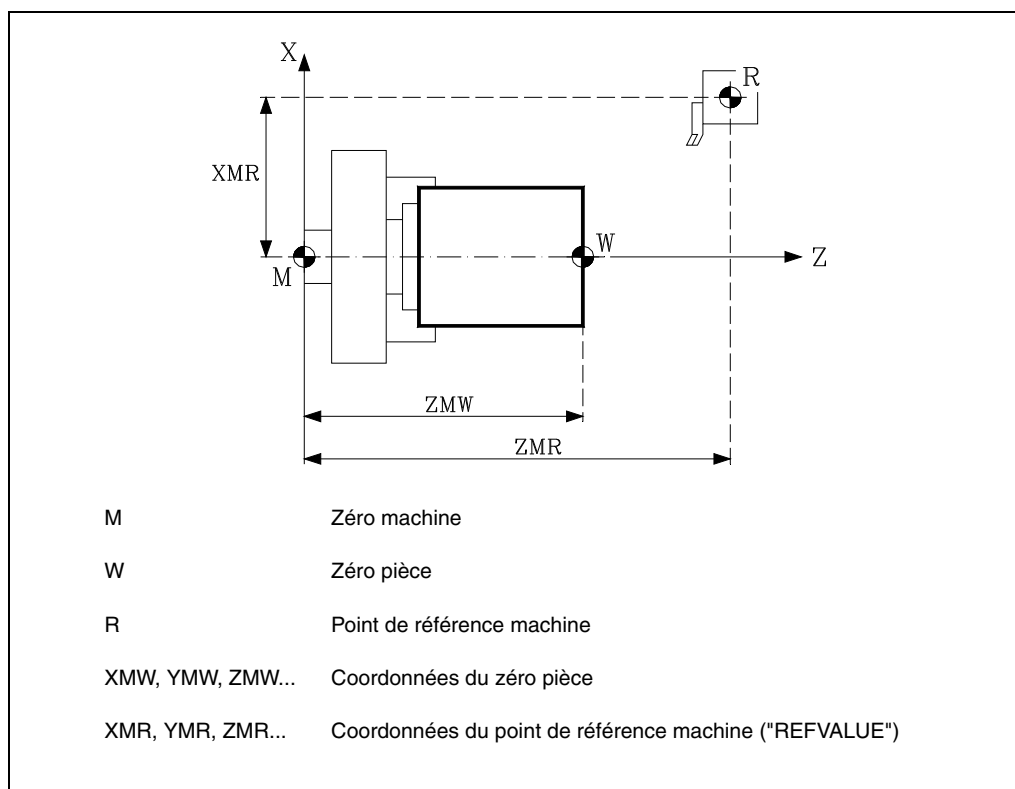 X
R
XMR
W
Z
M
ZMW
ZMR
M Zéro machine
W Zéro pièce
R Point de référence machine
XMW, YMW, ZMW... Coordonnées du zéro pièce
XMR, YMR, ZMR... Coordonnées du point de référence machine ("REFVALUE")